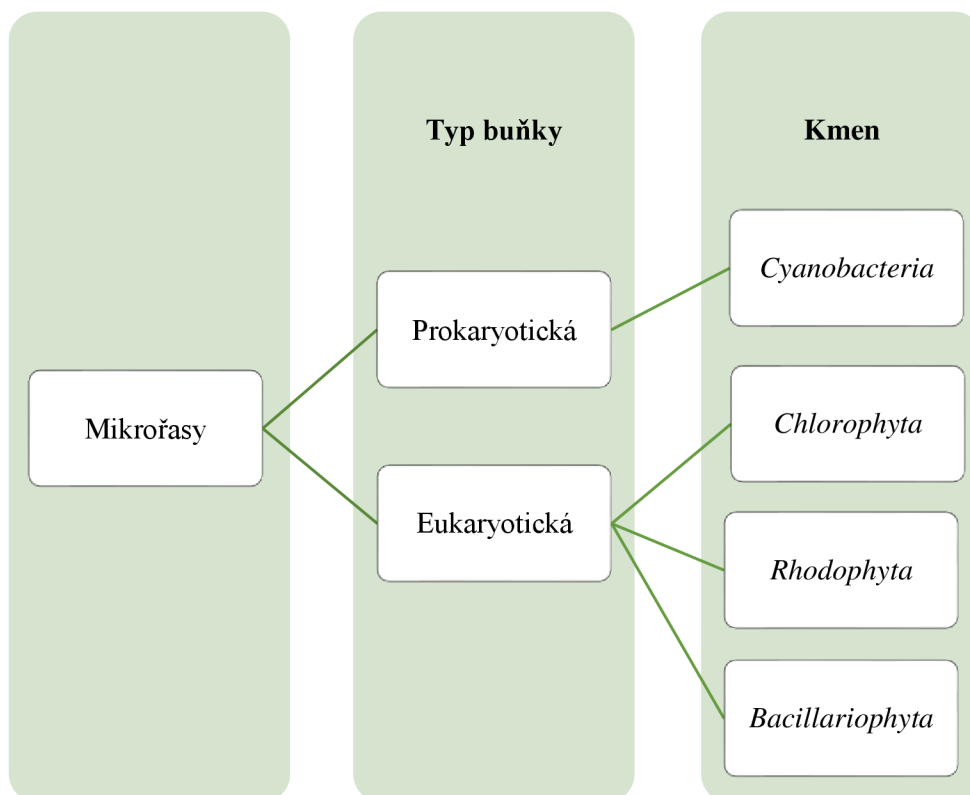 Typ buňky
Kmen
Mikrořasy
Prokaryotická
Eukaryotická
Cyanobacteria
Chlorophyta
Rhodophyta
Bacillariophyta